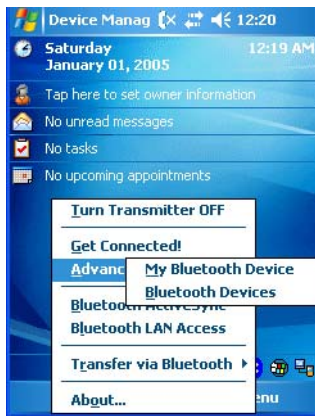 Device Manag 12:20
Saturday 12:19 AM
January 01, 2005
Tap here to set owner information
No unread messages
No tasks
No upcoming appointments
Turn Transmitter OFF
Get Connected!
Advanc
My Bluetooth Device
Bluetooth Devices
Bluetooth ActiveSync
Bluetooth LAN Access
Transfer via Bluetooth
About...
enu